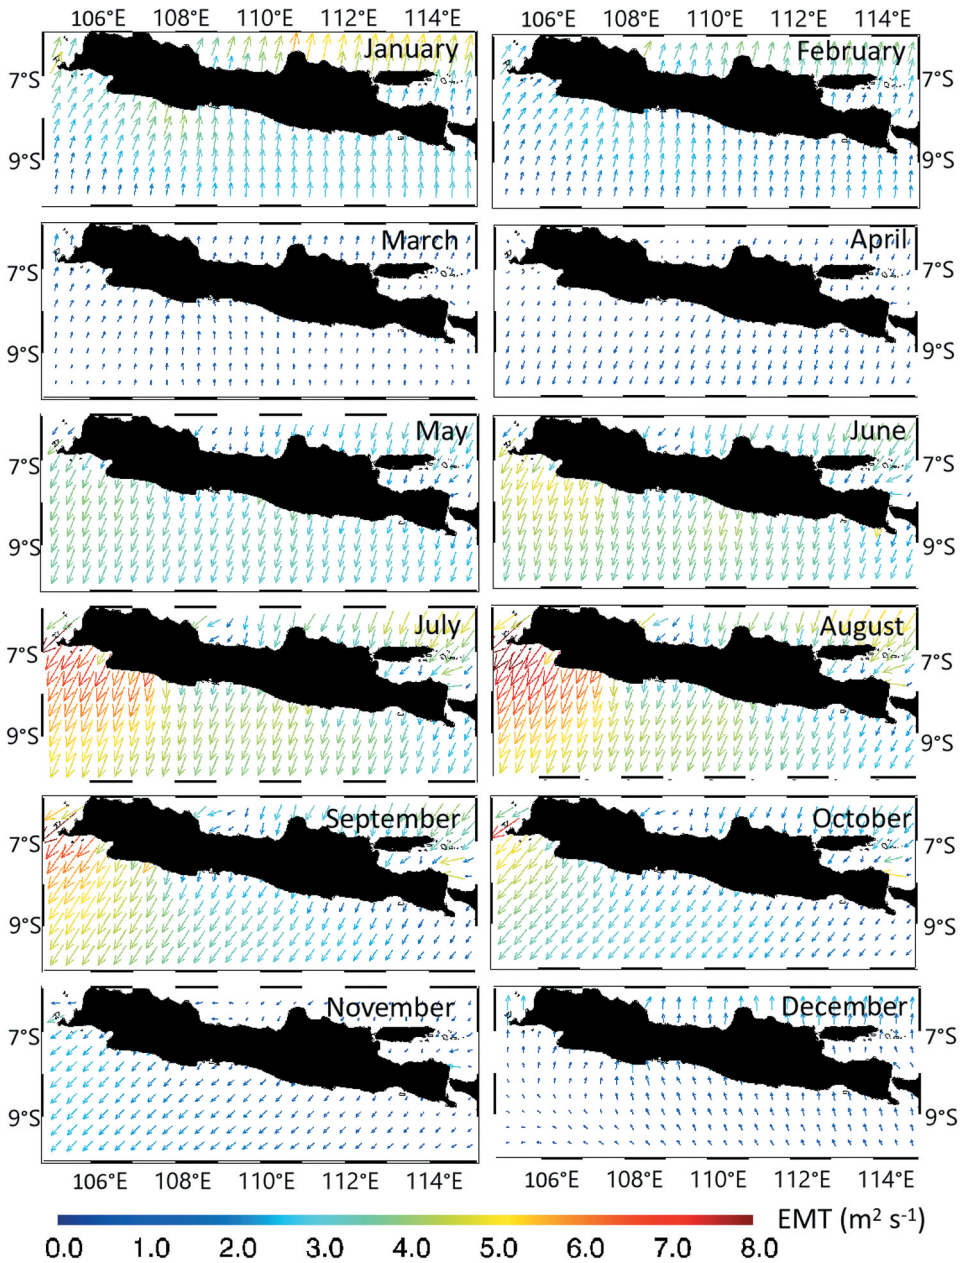 106°E 108°E 110°E 112°E 114°E 106°E 108°E 110°E 112°E 114°E
January February
7°S 7°S
9°S 9°S
March April
7°S 7°S
9°S 9°S
May June
7°S 7°S
9°S 9°S
July August
7°S 7°S
9°S 9°S
September October
7°S 7°S
9°S 9°S
November December
7°S 7°S
9°S 9°S
106°E 108°E 110°E 112°E 114°E 106°E 108°E 110°E 112°E 114°E
EMT (m² s⁻¹)
0.0 1.0 2.0 3.0 4.0 5.0 6.0 7.0 8.0